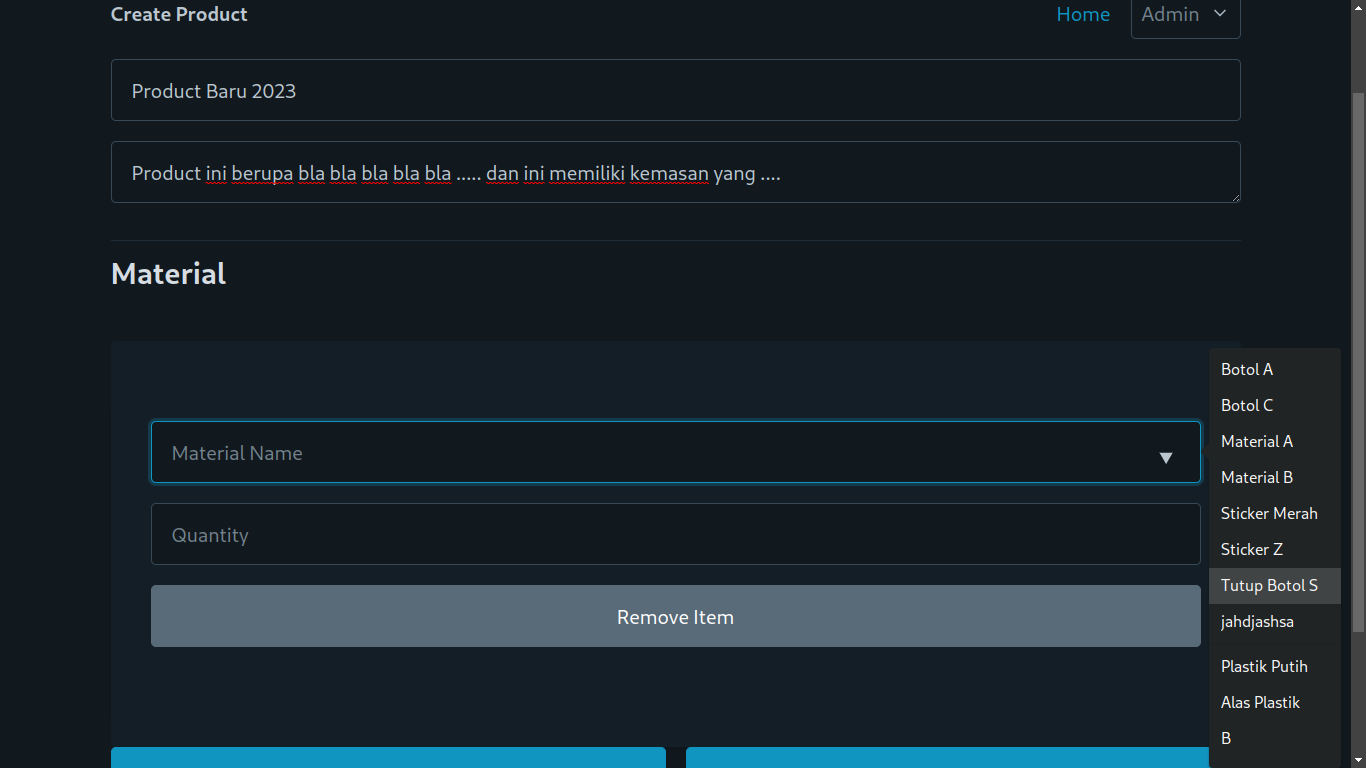 Create Product
Home
Admin
Product Baru 2023
Product ini berupa bla bla bla bla bla ..... dan ini memiliki kemasan yang ....
Material
Material Name
Quantity
Remove Item
Botol A
Botol C
Material A
Material B
Sticker Merah
Sticker Z
Tutup Botol S
jahdjashsa
Plastik Putih
Alas Plastik
B